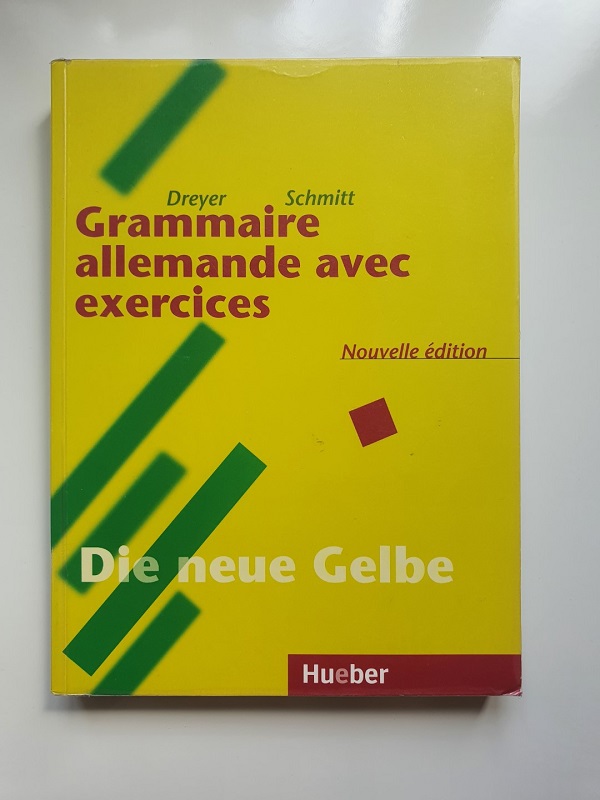 Dreyer Schmitt
Grammaire
allemande avec
exercices
Nouvelle édition
Die neue Gelbe
Hueber